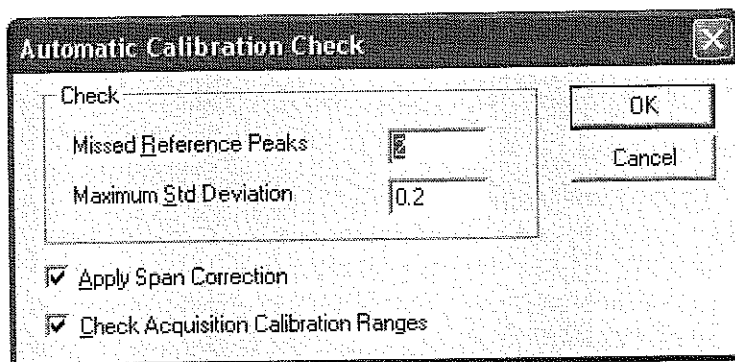 Automatic Calibration Check
Check
Missed Reference Peaks
Maximum Std Deviation
0.2
OK
Cancel
Apply Span Correction
Check Acquisition Calibration Ranges